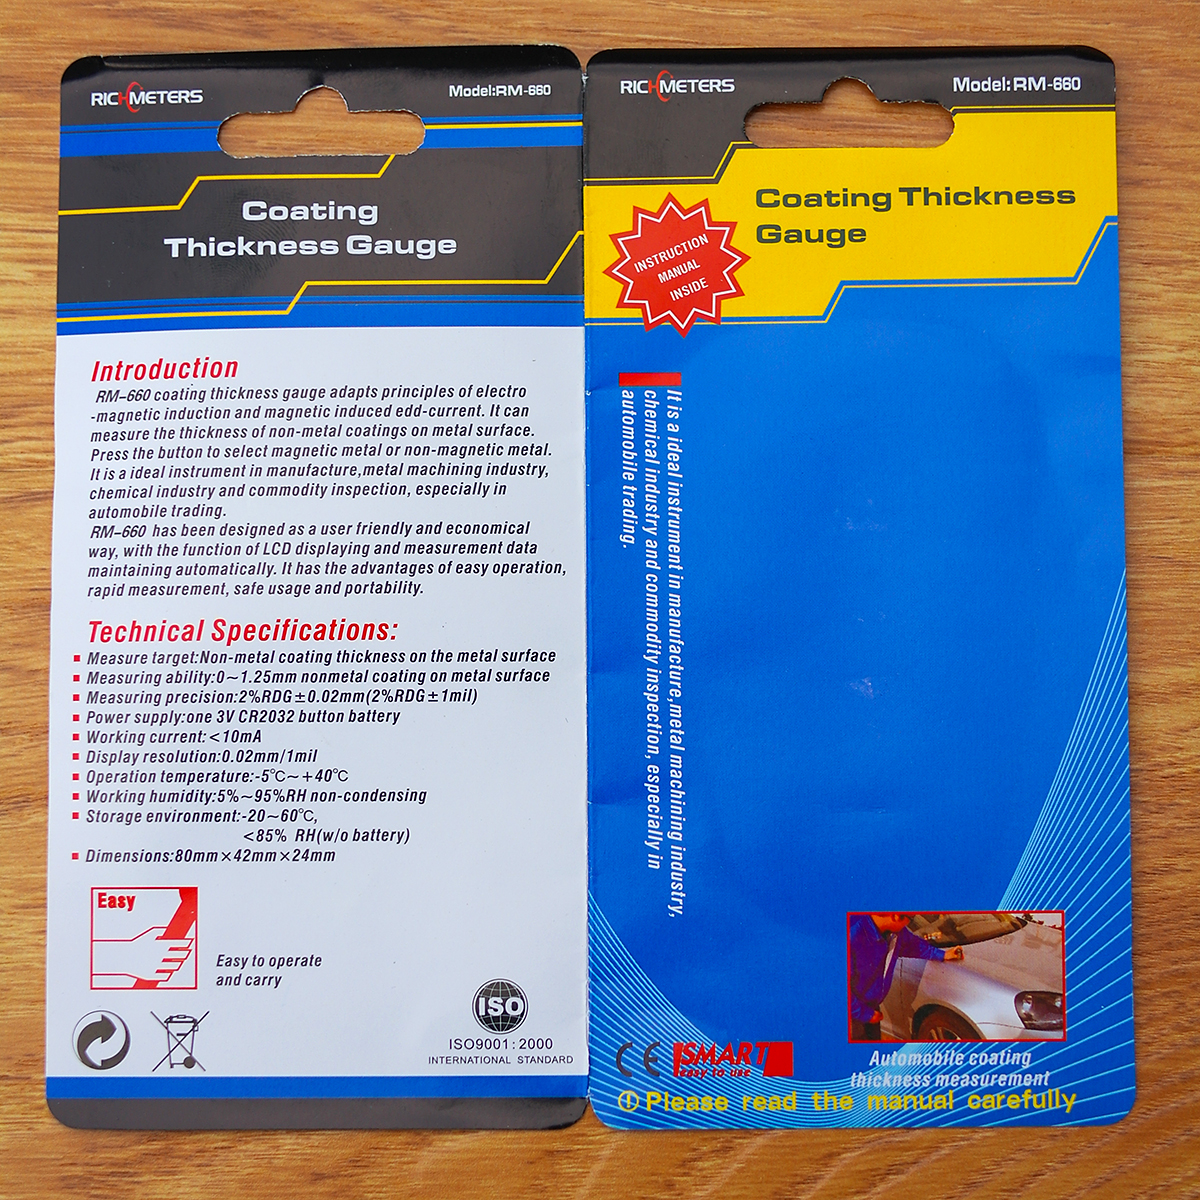 RICHMETERS
Model:RM-660
Coating
Thickness Gauge
Introduction
RM-660 coating thickness gauge adapts principles of electro
-magnetic induction and magnetic induced edd-current. It can
measure the thickness of non-metal coatings on metal surface.
Press the button to select magnetic metal or non-magnetic metal.
It is a ideal instrument in manufacture,metal machining industry,
chemical industry and commodity inspection, especially in
automobile trading.
RM-660 has been designed as a user friendly and economical
way, with the function of LCD displaying and measurement data
maintaining automatically. It has the advantages of easy operation,
rapid measurement, safe usage and portability.
Technical Specifications:
Measure target:Non-metal coating thickness on the metal surface
Measuring ability:0~1.25mm nonmetal coating on metal surface
Measuring precision:2%RDG±0.02mm(2%RDG±1mil)
Power supply:one 3V CR2032 button battery
Working current:<10mA
Display resolution:0.02mm/1mil
Operation temperature:-5℃~+40℃
Working humidity:5%~95%RH non-condensing
Storage environment:-20~60℃,
<85% RH(w/o battery)
Dimensions:80mm×42mm×24mm
Easy
Easy to operate
and carry
ISO
ISO9001:2000
INTERNATIONAL STANDARD
RICHMETERS
Model:RM-660
Coating Thickness
Gauge
INSTRUCTION
MANUAL
INSIDE
It is a ideal instrument in manufacture,metal machining industry,
chemical industry and commodity inspection, especially in
automobile trading.
CE
SMART
easy to use
Automobile coating
thickness measurement
Please read the manual carefully